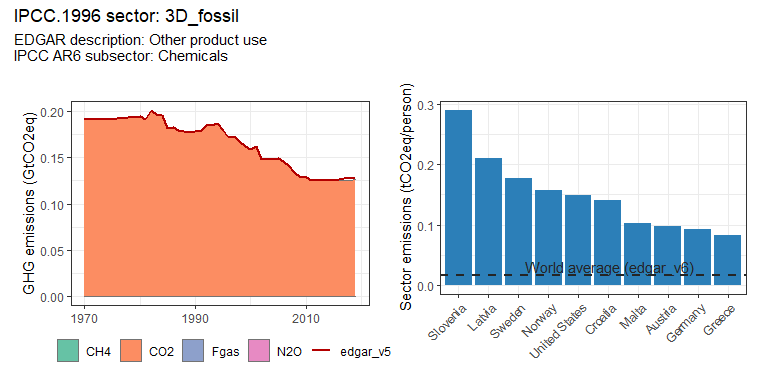 IPCC.1996 sector: 3D_fossil
EDGAR description: Other product use
IPCC AR6 subsector: Chemicals
GHG emissions (GtCO2eq)
0.20
0.15
0.10
0.05
0.00
1970 1990 2010
CH4 CO2 Fgas N2O edgar_v5
Sector emissions (tCO2eq/person)
0.3
0.2
0.1
0.0
World average (edgar_v6)
Slovenia Latvia Sweden Norway United States Croatia Malta Austria Germany Greece